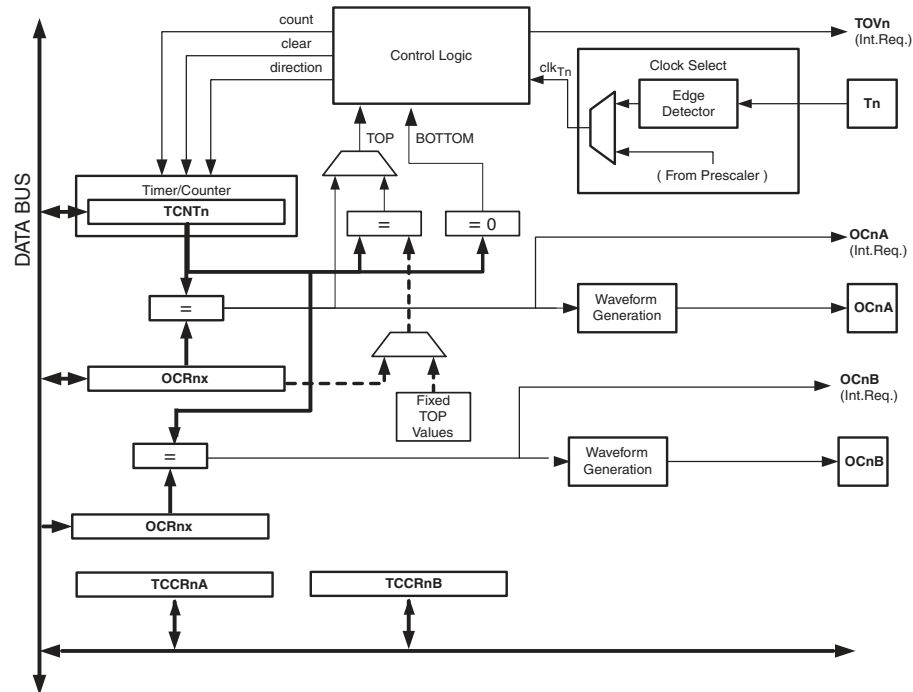 count
clear
direction
Control Logic
TOVn
(Int.Req.)
clkTn
Clock Select
Edge
Detector
Tn
( From Prescaler )
TOP
BOTTOM
Timer/Counter
TCNTn
DATA BUS
=
= 0
OCnA
(Int.Req.)
=
Waveform
Generation
OCnA
OCRnx
Fixed
TOP
Values
OCnB
(Int.Req.)
=
Waveform
Generation
OCnB
OCRnx
TCCRnA
TCCRnB